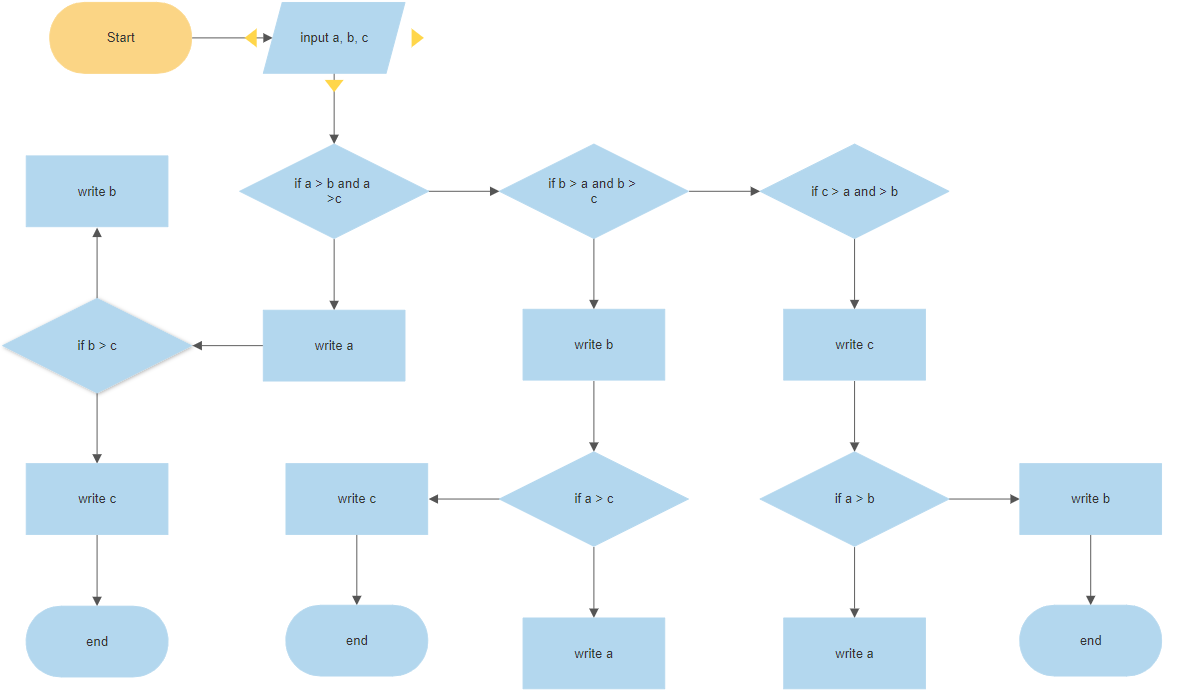 Start
input a, b, c
write b
if a > b and a
>c
if b > a and b >
c
if c > a and > b
if b > c
write a
write b
write c
write c
write c
if a > c
if a > b
write b
end
end
write a
write a
end